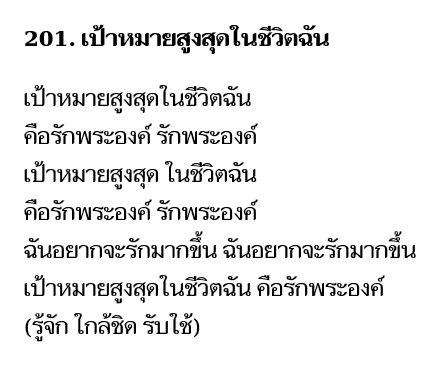 201. เป้าหมายสูงสุดในชีวิตฉัน
เป้าหมายสูงสุดในชีวิตฉัน
คือรักพระองค์ รักพระองค์
เป้าหมายสูงสุด ในชีวิตฉัน
คือรักพระองค์ รักพระองค์
ฉันอยากจะรักมากขึ้น ฉันอยากจะรักมากขึ้น
เป้าหมายสูงสุดในชีวิตฉัน คือรักพระองค์
(รู้จัก ใกล้ชิด รับใช้)